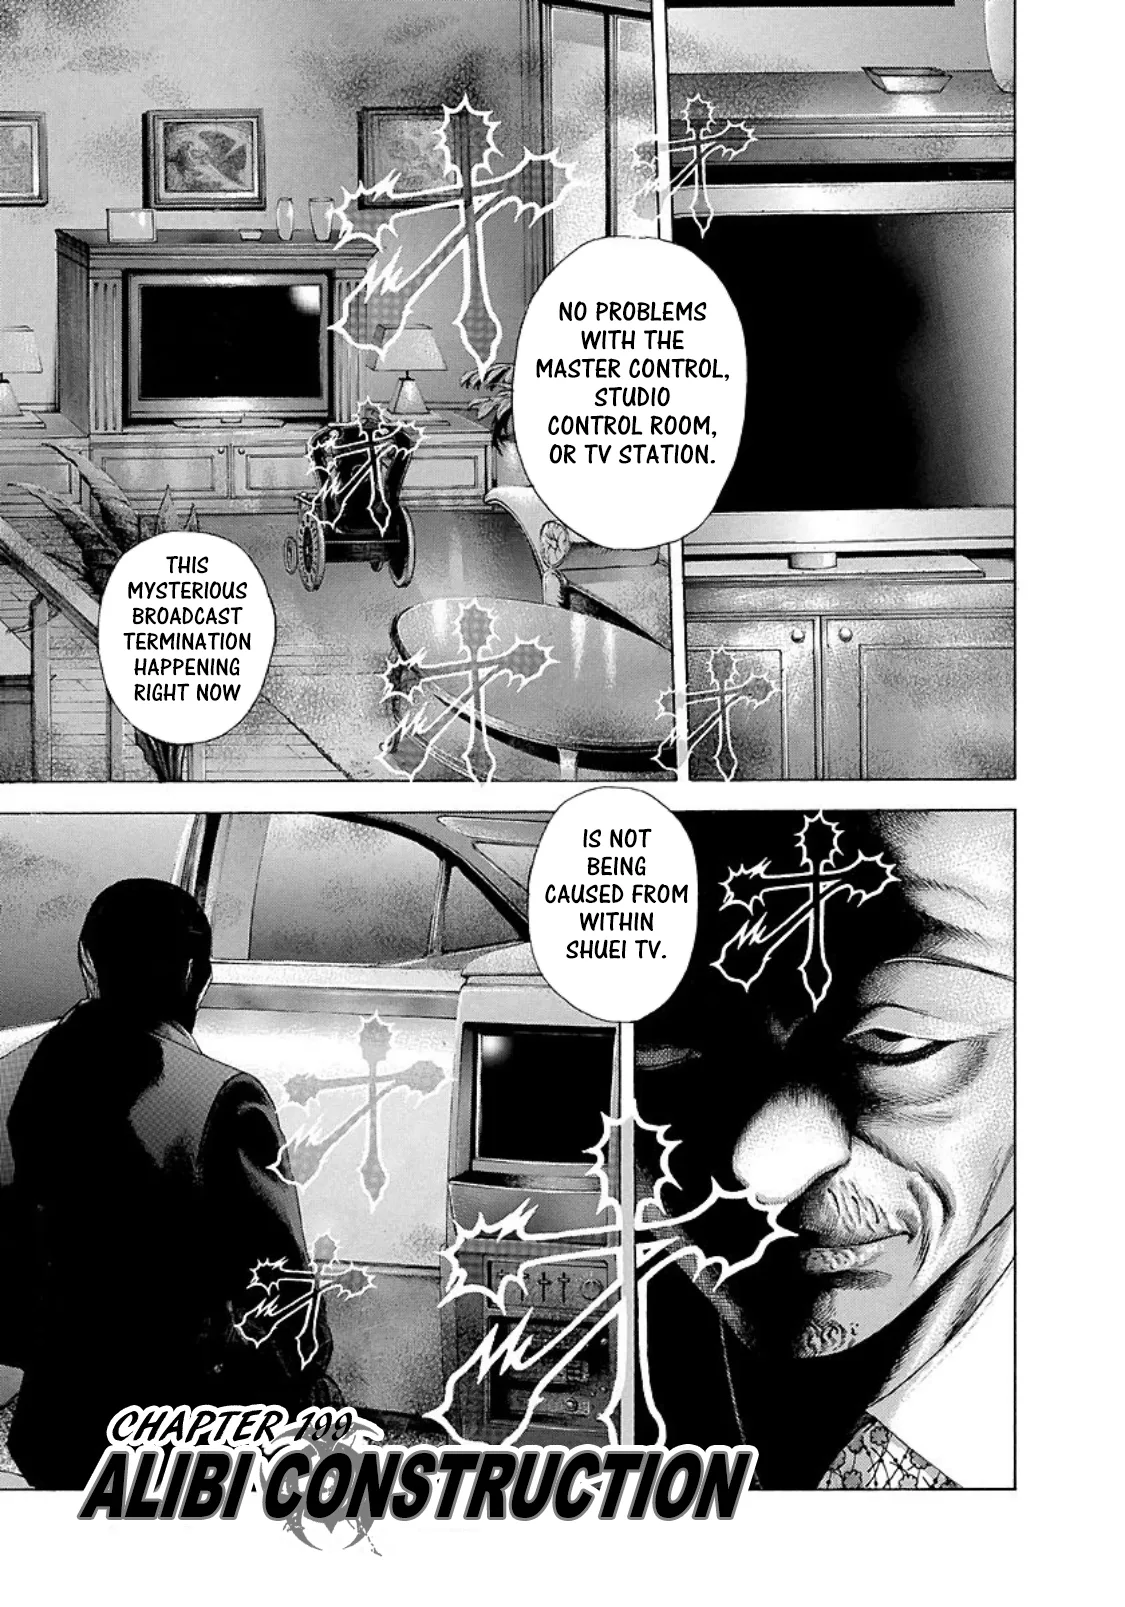 NO PROBLEMS
WITH THE
MASTER CONTROL,
STUDIO
CONTROL ROOM,
OR TV STATION.
THIS
MYSTERIOUS
BROADCAST
TERMINATION
HAPPENING
RIGHT NOW
IS NOT
BEING
CAUSED FROM
WITHIN
SHUEI TV.
CHAPTER 199
ALIBI CONSTRUCTION